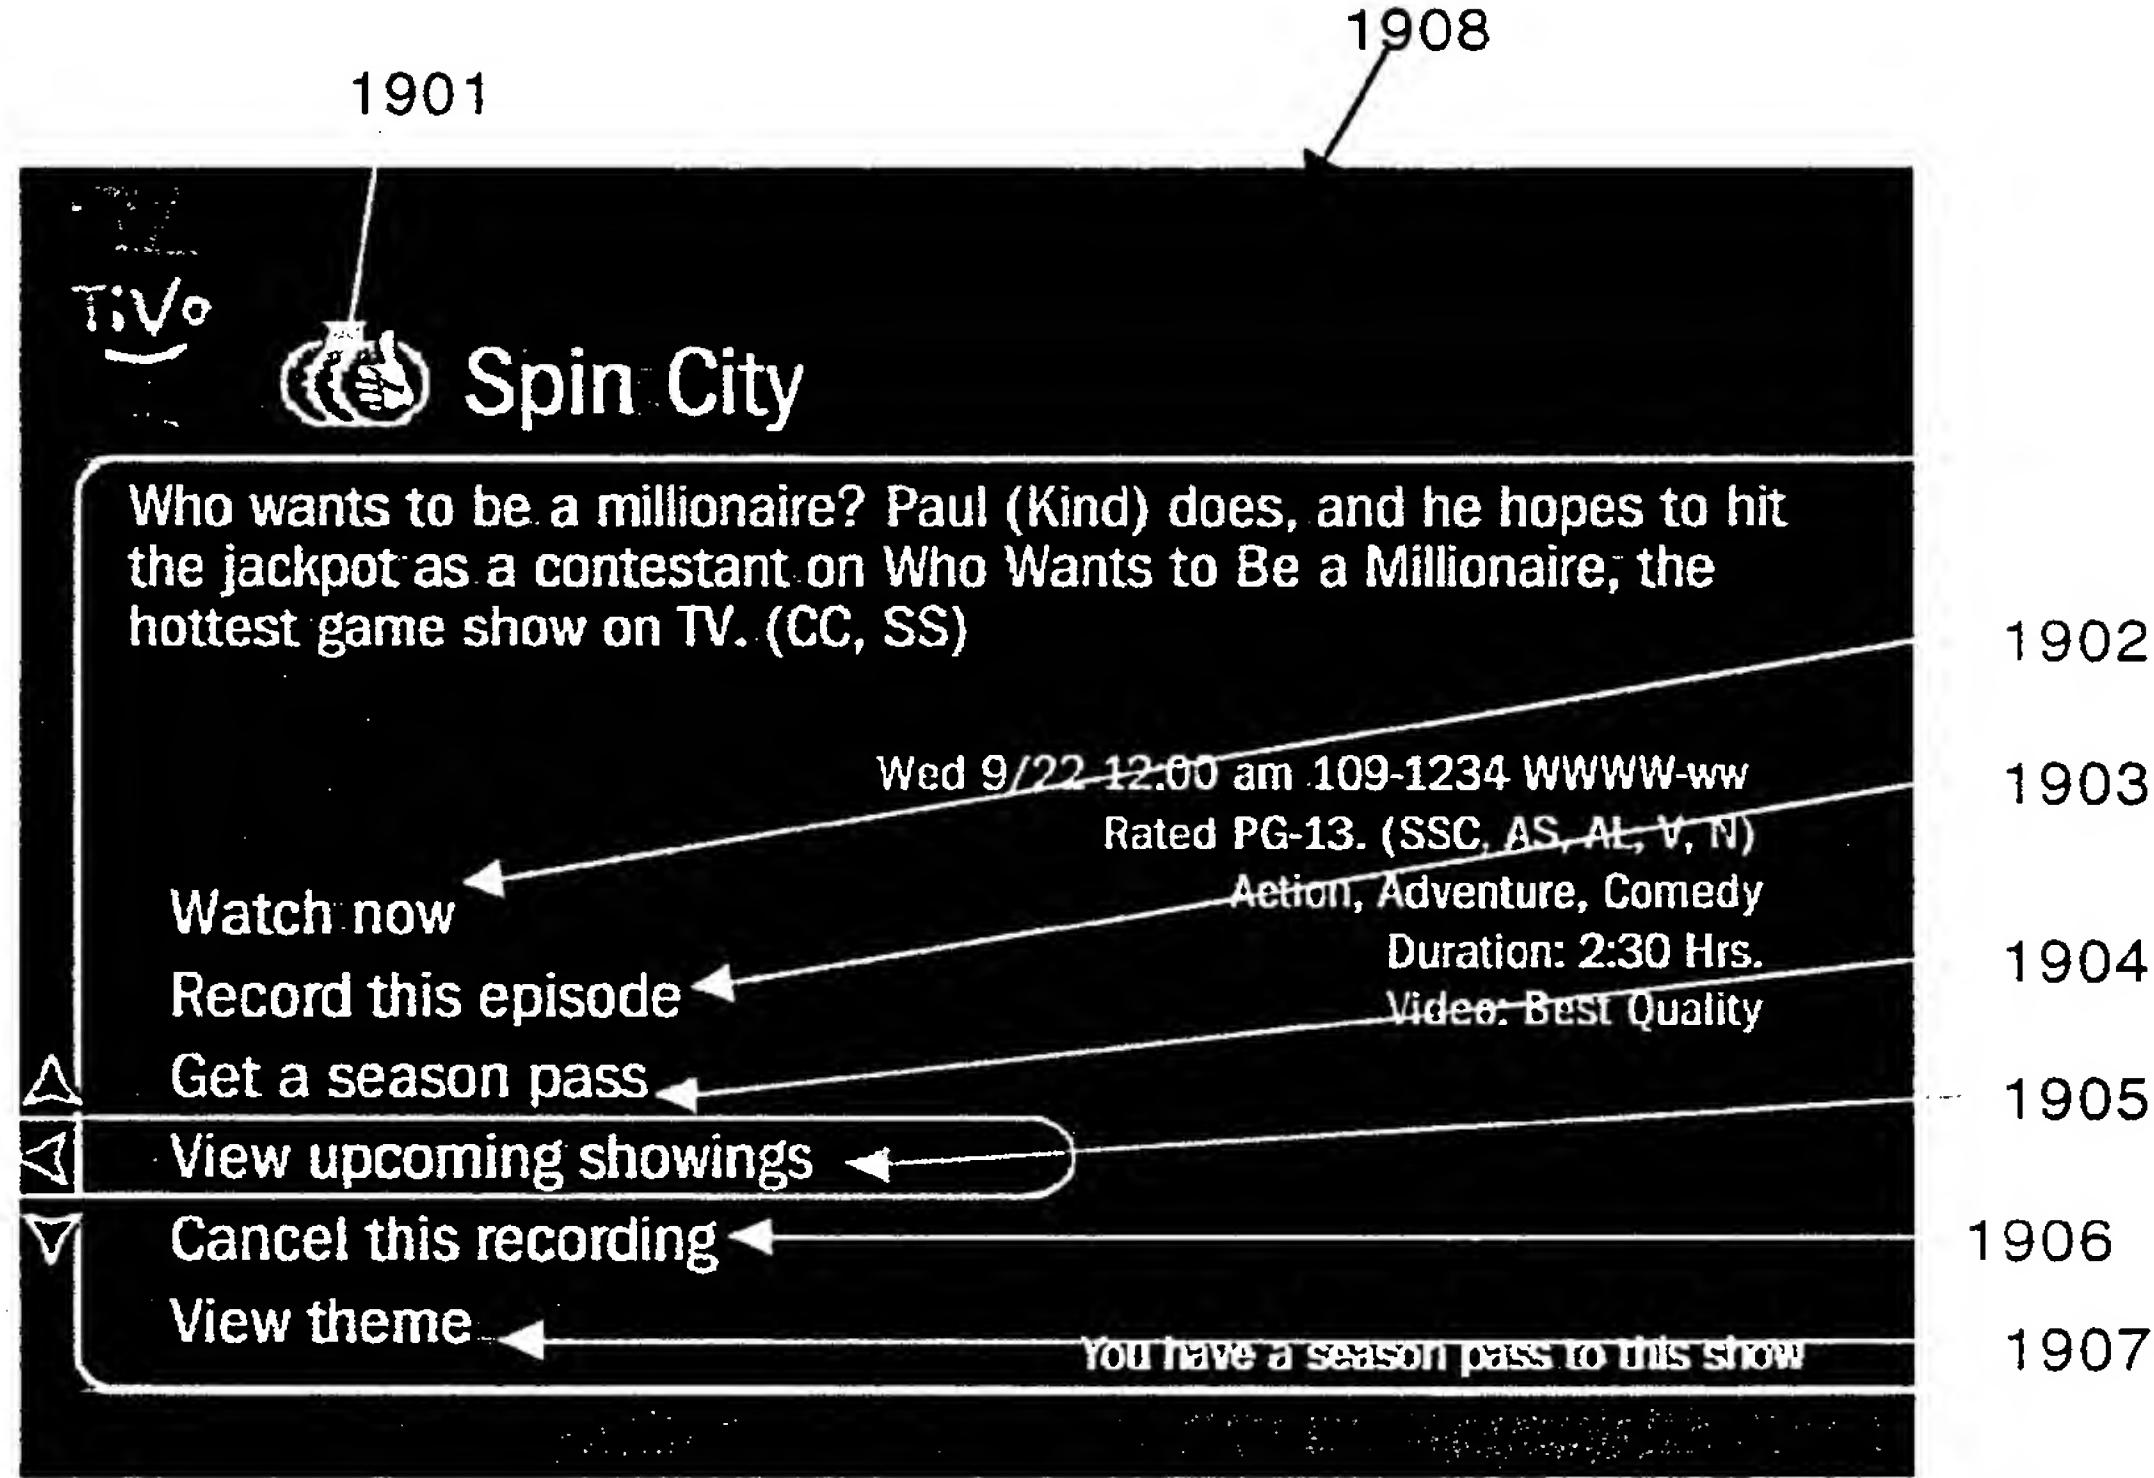 1908
1901
TiVo
Spin City
Who wants to be a millionaire? Paul (Kind) does, and he hopes to hit
the jackpot as a contestant on Who Wants to Be a Millionaire, the
hottest game show on TV. (CC, SS)
1902
Wed 9/22 12:00 am 109-1234 WWWW-ww
1903
Rated PG-13. (SSC, AS, AL, V, N)
Action, Adventure, Comedy
Watch now
Duration: 2:30 Hrs.
1904
Record this episode
Video: Best Quality
Get a season pass
1905
View upcoming showings
Cancel this recording
1906
View theme
You have a season pass to this show
1907